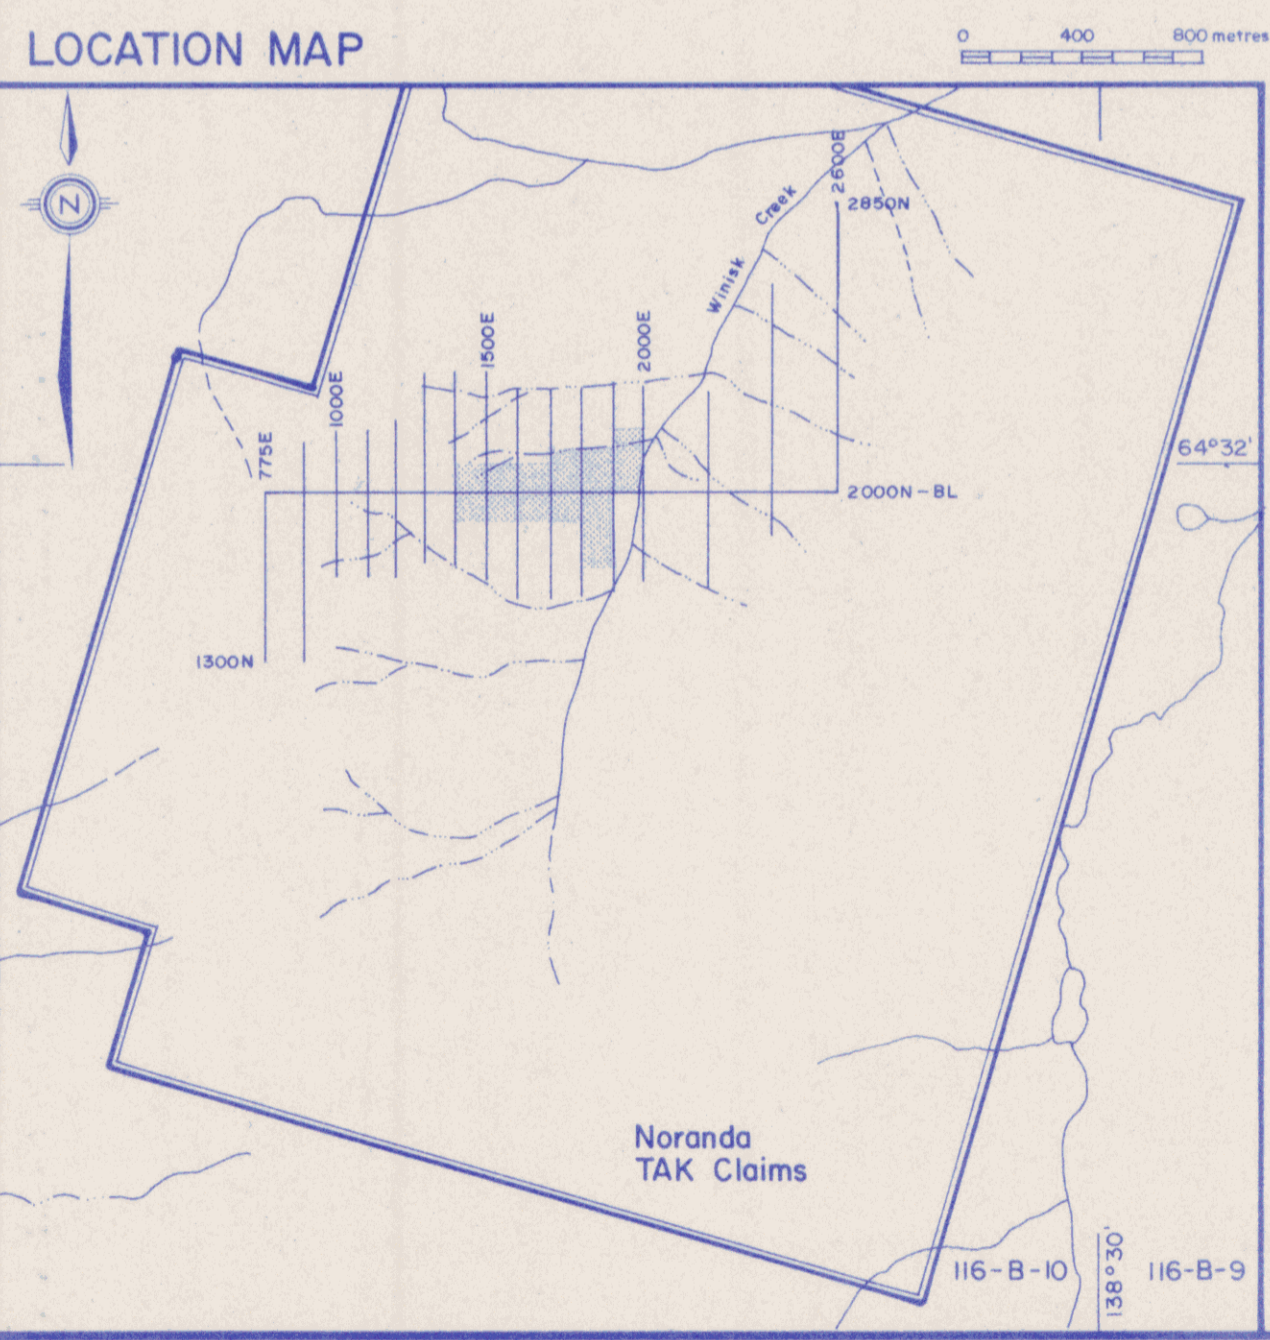 LOCATION MAP
0 400 800 metres
N
2600E
2850N
Winisk Creek
1500E
2000E
1000E
775E
64°32'
2000N-BL
1300N
Noranda
TAK Claims
116-B-10
138°30'
116-B-9